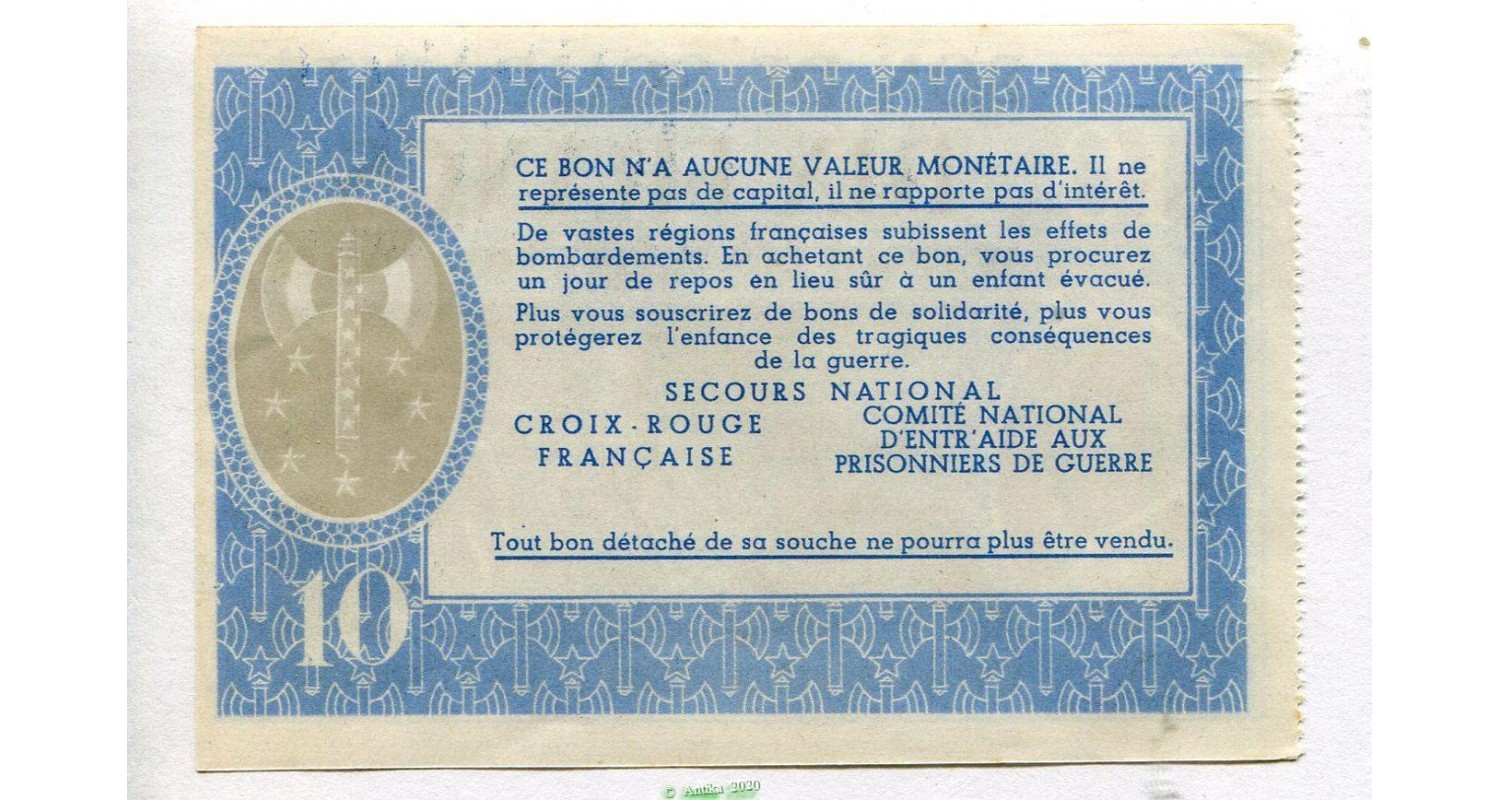 CE BON N'A AUCUNE VALEUR MONÉTAIRE. Il ne
représente pas de capital, il ne rapporte pas d'intérêt.
De vastes régions françaises subissent les effets de
bombardements. En achetant ce bon, vous procurez
un jour de repos en lieu sûr à un enfant évacué.
Plus vous souscrirez de bons de solidarité, plus vous
protégerez l'enfance des tragiques conséquences
de la guerre.
SECOURS NATIONAL
CROIX-ROUGE
FRANÇAISE
COMITÉ NATIONAL
D'ENTR'AIDE AUX
PRISONNIERS DE GUERRE
Tout bon détaché de sa souche ne pourra plus être vendu.
10
© Antika 2020